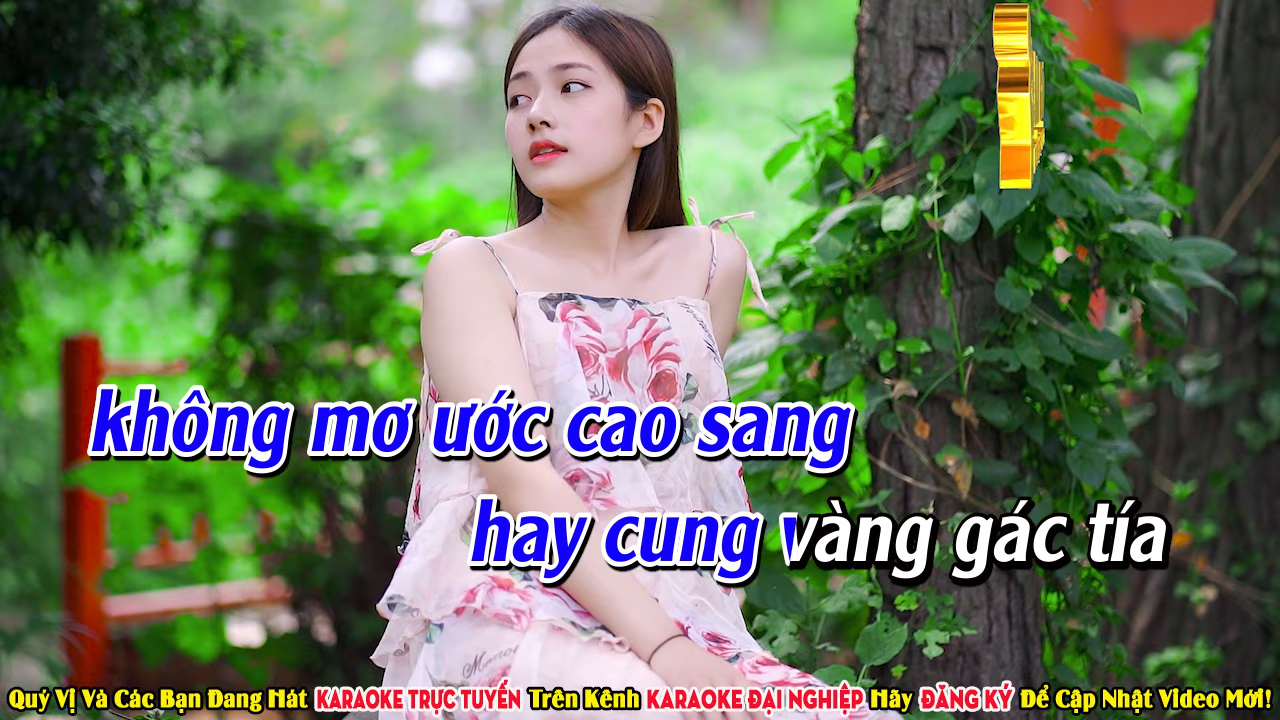 không mơ ước cao sang
hay cung vàng gác tía
Quý Vị Và Các Bạn Đang Hát KARAOKE TRỰC TUYẾN Trên Kênh KARAOKE ĐẠI NGHIỆP Hãy ĐĂNG KÝ Để Cập Nhật Video Mới!